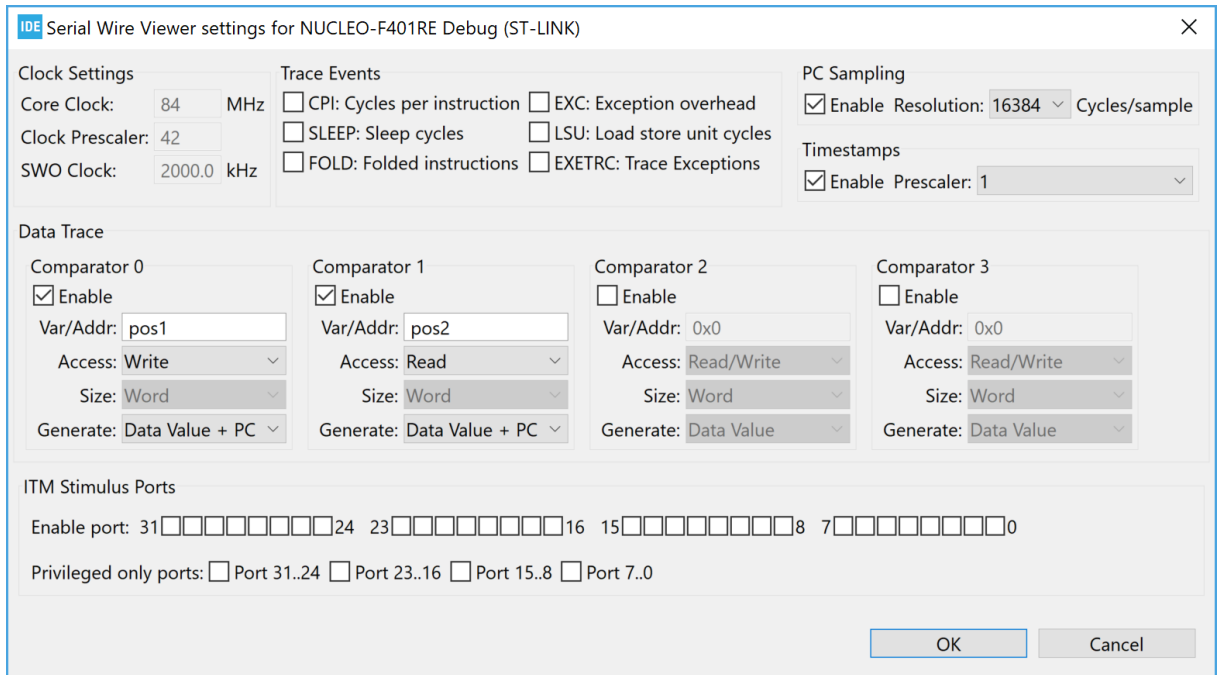 IDE Serial Wire Viewer settings for NUCLEO-F401RE Debug (ST-LINK)
Clock Settings
Core Clock: 84 MHz
Clock Prescaler: 42
SWO Clock: 2000.0 kHz
Trace Events
CPI: Cycles per instruction EXC: Exception overhead
SLEEP: Sleep cycles LSU: Load store unit cycles
FOLD: Folded instructions EXETRC: Trace Exceptions
PC Sampling
Enable Resolution: 16384 Cycles/sample
Timestamps
Enable Prescaler: 1
Data Trace
Comparator 0
Enable
Var/Addr: pos1
Access: Write
Size: Word
Generate: Data Value + PC
Comparator 1
Enable
Var/Addr: pos2
Access: Read
Size: Word
Generate: Data Value + PC
Comparator 2
Enable
Var/Addr: 0x0
Access: Read/Write
Size: Word
Generate: Data Value
Comparator 3
Enable
Var/Addr: 0x0
Access: Read/Write
Size: Word
Generate: Data Value
ITM Stimulus Ports
Enable port: 31 24 23 16 15 8 7 0
Privileged only ports: Port 31..24 Port 23..16 Port 15..8 Port 7..0
OK Cancel